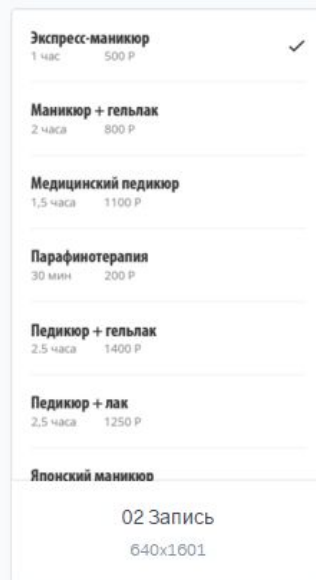 Экспресс-маникюр
1 час 500 Р
Маникюр + гельлак
2 часа 800 Р
Медицинский педикюр
1,5 часа 1100 Р
Парафинотерапия
30 мин 200 Р
Педикюр + гельлак
2.5 часа 1400 Р
Педикюр + лак
2,5 часа 1250 Р
Японский маникюр
02 Запись
640x1601